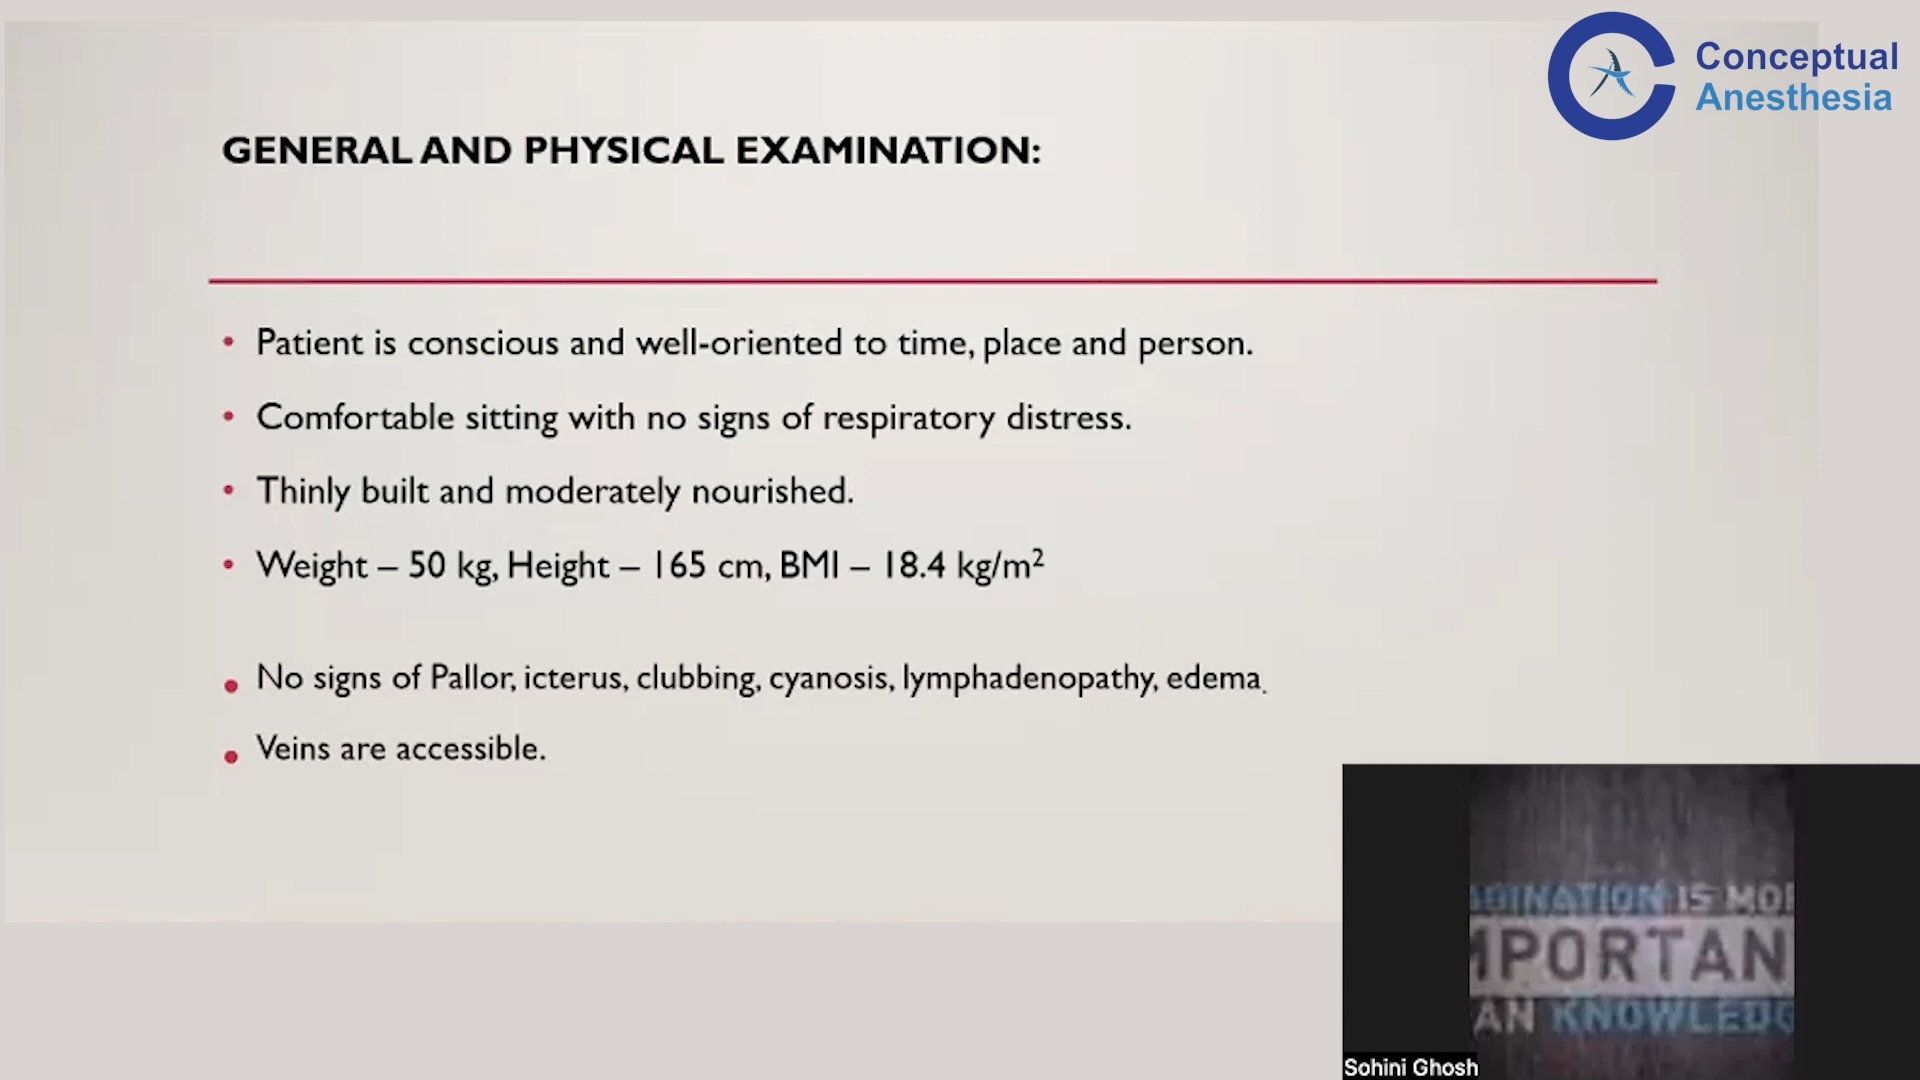 Conceptual
Anesthesia
GENERAL AND PHYSICAL EXAMINATION:
• Patient is conscious and well-oriented to time, place and person.
• Comfortable sitting with no signs of respiratory distress.
• Thinly built and moderately nourished.
• Weight – 50 kg, Height – 165 cm, BMI – 18.4 kg/m²
• No signs of Pallor, icterus, clubbing, cyanosis, lymphadenopathy, edema.
• Veins are accessible.
IS MOR
MPORTAN
AN KNOWLEDG
Sohini Ghosh